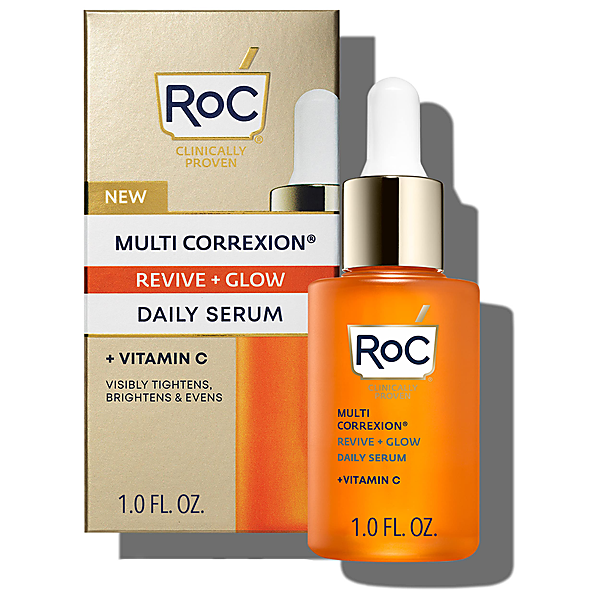 RoC®
CLINICALLY
PROVEN
NEW
MULTI CORREXION®
REVIVE + GLOW
DAILY SERUM
+ VITAMIN C
VISIBLY TIGHTENS,
BRIGHTENS & EVENS
1.0 FL. OZ.
RoC®
CLINICALLY
PROVEN
MULTI
CORREXION®
REVIVE + GLOW
DAILY SERUM
+VITAMIN C
1.0 FL. OZ.